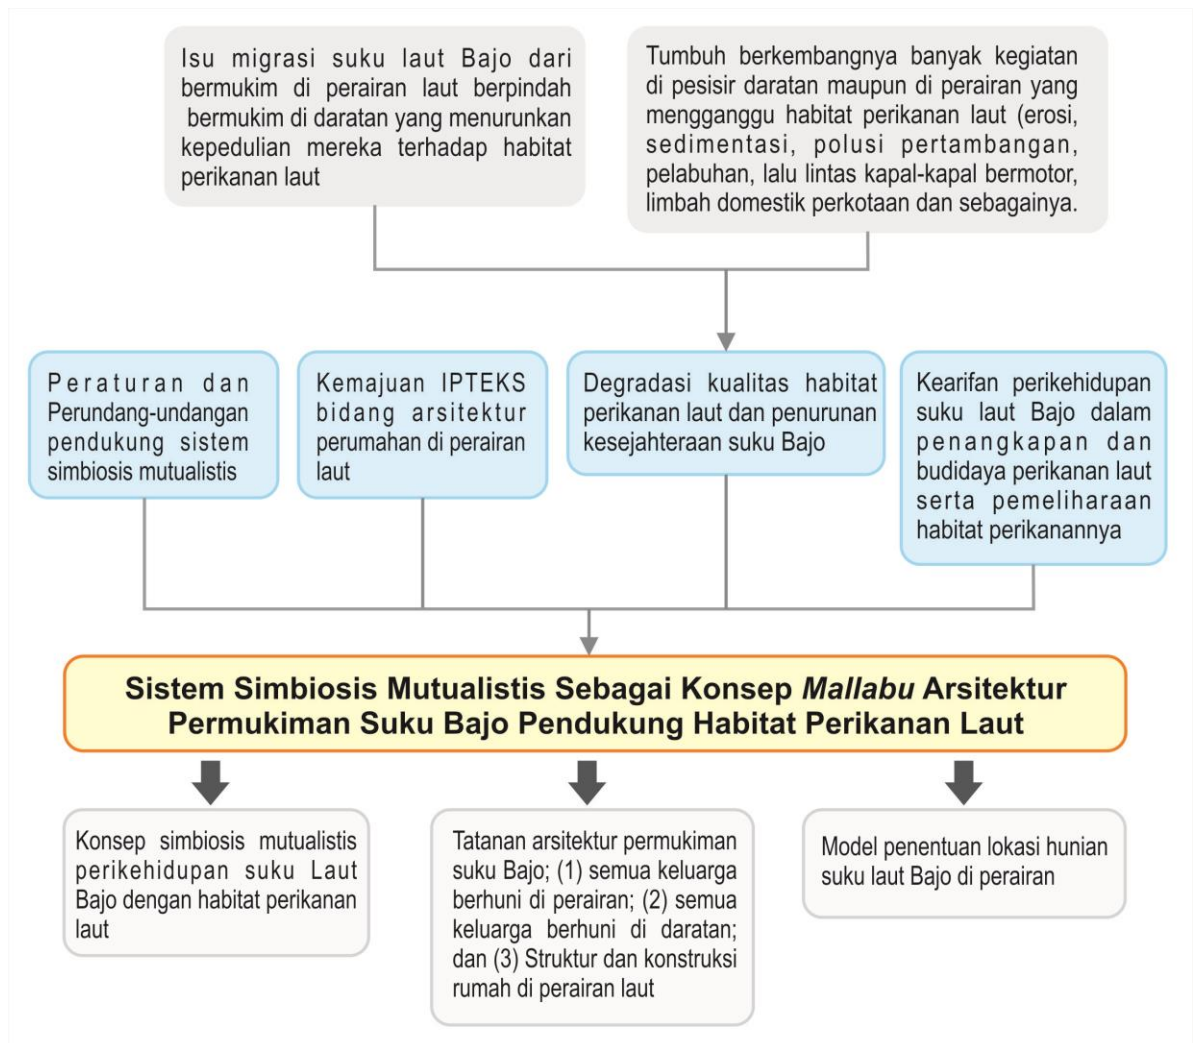 Isu migrasi suku laut Bajo dari
bermukim di perairan laut berpindah
bermukim di daratan yang menurunkan
kepedulian mereka terhadap habitat
perikanan laut
Tumbuh berkembangnya banyak kegiatan
di pesisir daratan maupun di perairan yang
mengganggu habitat perikanan laut (erosi,
sedimentasi, polusi pertambangan,
pelabuhan, lalu lintas kapal-kapal bermotor,
limbah domestik perkotaan dan sebagainya.
Peraturan dan
Perundang-undangan
pendukung sistem
simbiosis mutualistis
Kemajuan IPTEKS
bidang arsitektur
perumahan di perairan
laut
Degradasi kualitas habitat
perikanan laut dan penurunan
kesejahteraan suku Bajo
Kearifan perikehidupan
suku laut Bajo dalam
penangkapan dan
budidaya perikanan laut
serta pemeliharaan
habitat perikanannya
Sistem Simbiosis Mutualistis Sebagai Konsep Mallabu Arsitektur
Permukiman Suku Bajo Pendukung Habitat Perikanan Laut
Konsep simbiosis mutualistis
perikehidupan suku Laut
Bajo dengan habitat perikanan
laut
Tatanan arsitektur permukiman
suku Bajo; (1) semua keluarga
berhuni di perairan; (2) semua
keluarga berhuni di daratan;
dan (3) Struktur dan konstruksi
rumah di perairan laut
Model penentuan lokasi hunian
suku laut Bajo di perairan